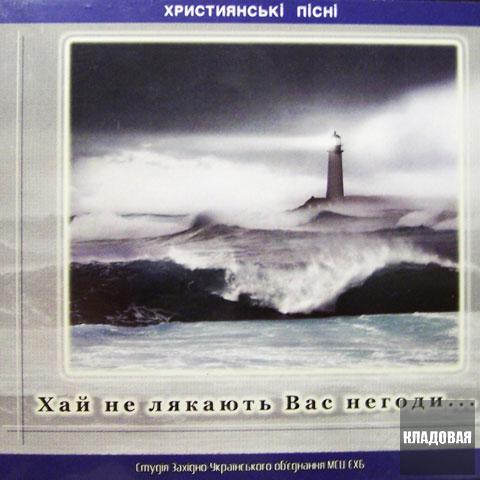 ХРИСТИЯНСЬКІ ПІСНІ
Хай не лякають Вас негоди...
КЛАДОВАЯ
Студія Західно-Українського об'єднання МСЦ ЄХБ